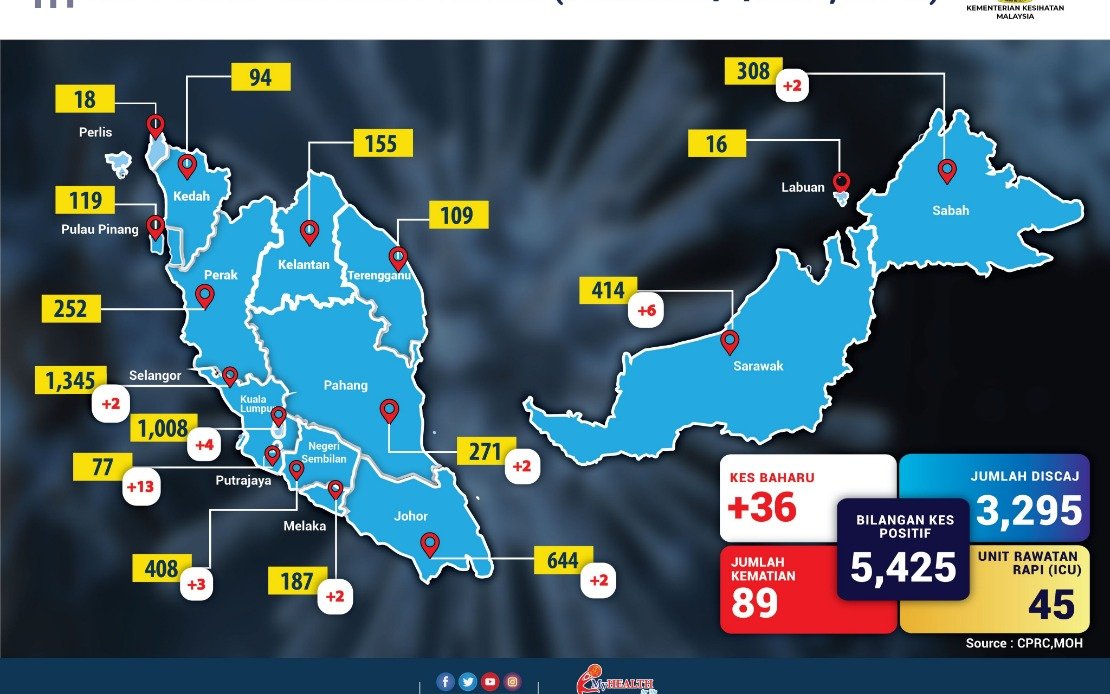 KEMENTERIAN KESIHATAN
MALAYSIA
94
18
Perlis
Kedah
155
119
Pulau Pinang
109
Perak
Kelantan
Terengganu
252
1,345
+2
Selangor
Kuala
Lumpur
Pahang
1,008
+4
77
+13
Putrajaya
Negeri
Sembilan
271
+2
Melaka
Johor
408
+3
187
+2
644
+2
308
+2
16
Labuan
Sabah
414
+6
Sarawak
KES BAHARU
+36
JUMLAH DISCAJ
3,295
BILANGAN KES
POSITIF
5,425
JUMLAH
KEMATIAN
89
UNIT RAWATAN
RAPI (ICU)
45
Source : CPRC,MOH
MyHEALTH